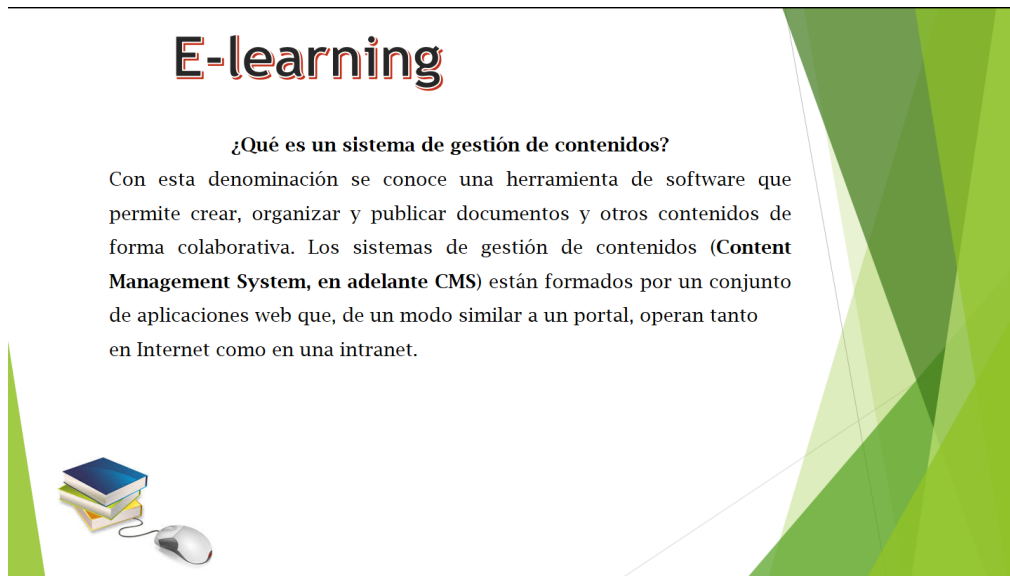 E-learning
¿Qué es un sistema de gestión de contenidos?
Con esta denominación se conoce una herramienta de software que
permite crear, organizar y publicar documentos y otros contenidos de
forma colaborativa. Los sistemas de gestión de contenidos (Content
Management System, en adelante CMS) están formados por un conjunto
de aplicaciones web que, de un modo similar a un portal, operan tanto
en Internet como en una intranet.